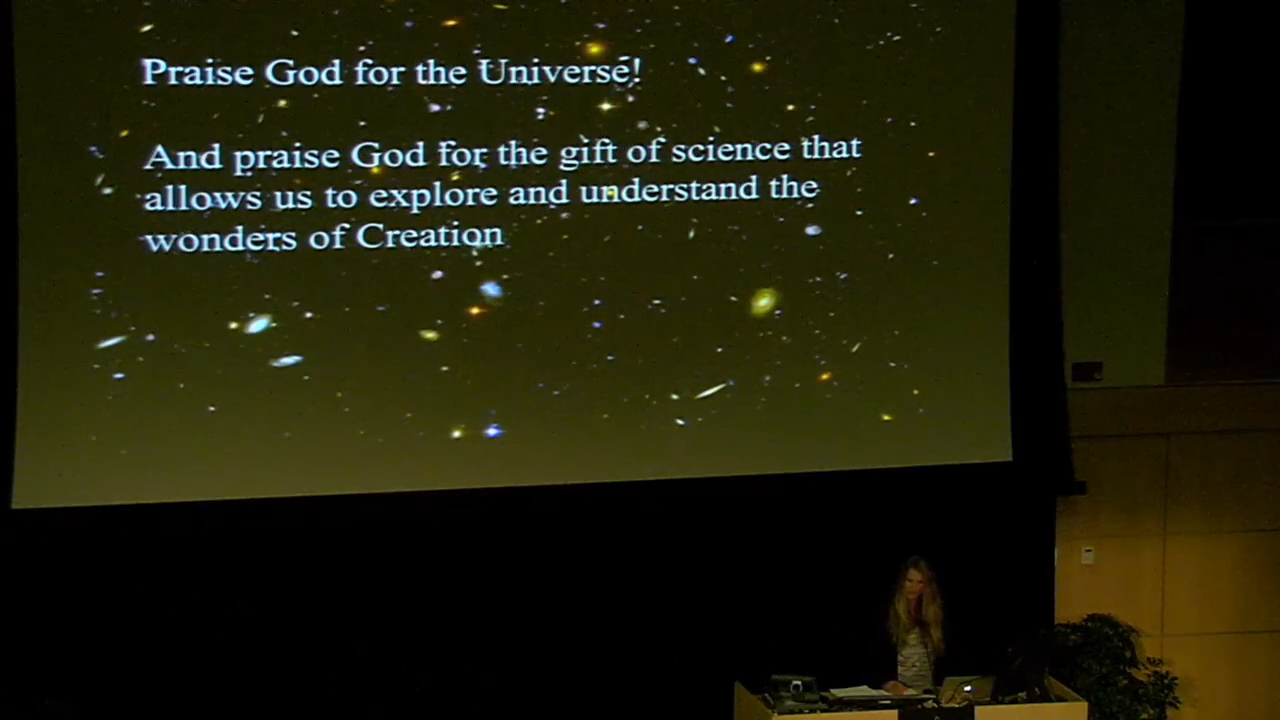 Praise God for the Universe!
And praise God for the gift of science that
allows us to explore and understand the
wonders of Creation